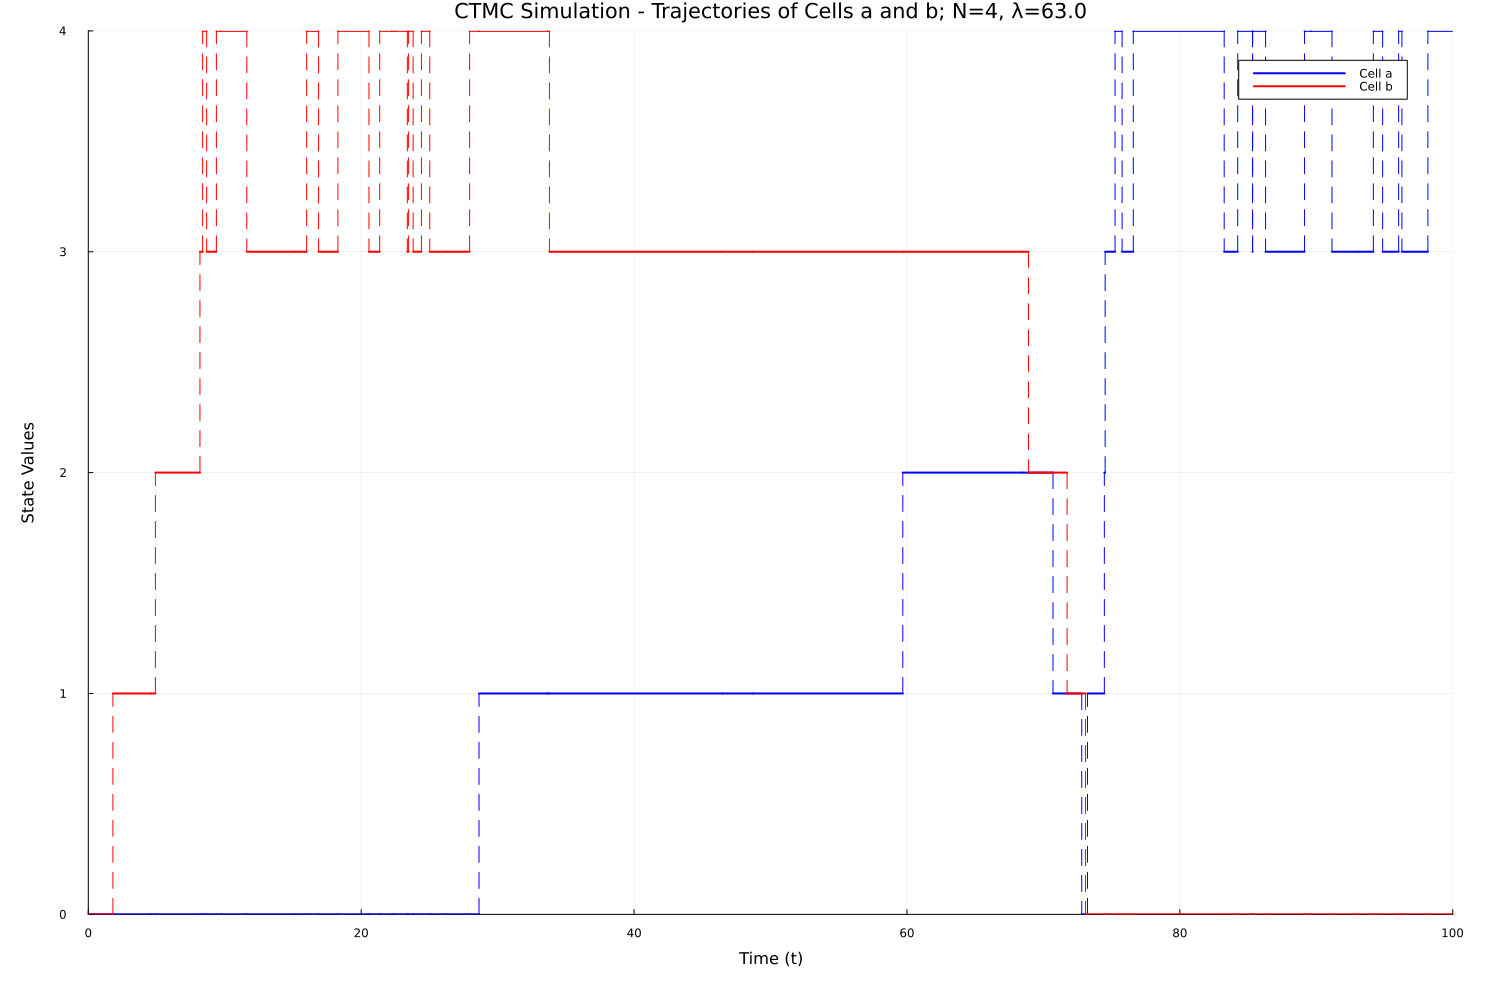 CTMC Simulation - Trajectories of Cells a and b; N=4, λ=63.0
4
Cell a
Cell b
3
State Values
2
1
0
0 20 40 60 80 100
Time (t)